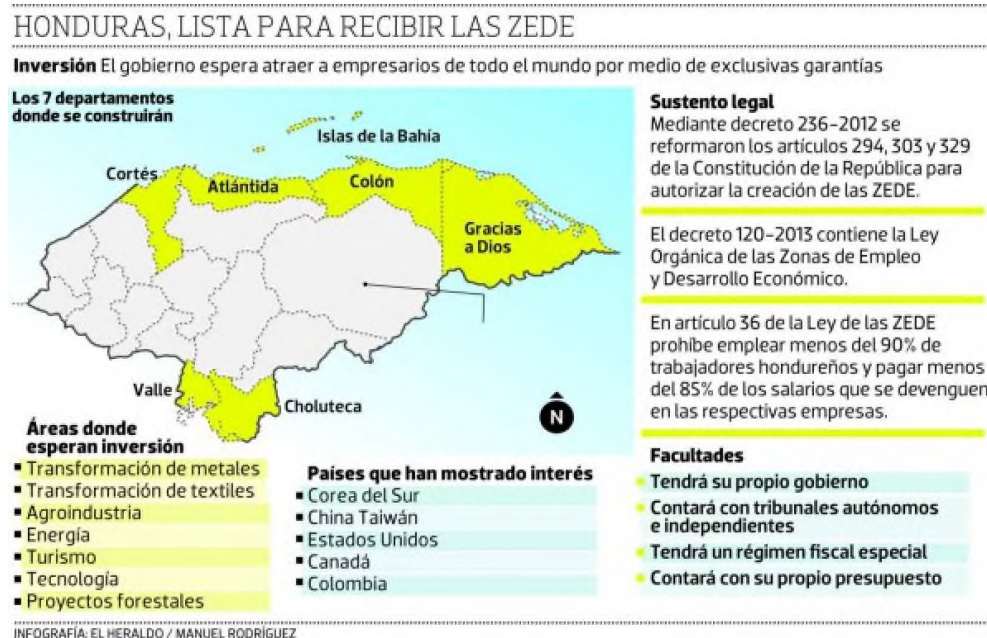 HONDURAS, LISTA PARA RECIBIR LAS ZEDE
Inversión El gobierno espera atraer a empresarios de todo el mundo por medio de exclusivas garantías
Los 7 departamentos
donde se construirán
Islas de la Bahía
Cortés
Atlántida
Colón
Gracias
a Dios
Valle
Choluteca
N
Áreas donde
esperan inversión
▪ Transformación de metales
▪ Transformación de textiles
▪ Agroindustria
▪ Energía
▪ Turismo
▪ Tecnología
▪ Proyectos forestales
Países que han mostrado interés
▪ Corea del Sur
▪ China Taiwán
▪ Estados Unidos
▪ Canadá
▪ Colombia
Sustento legal
Mediante decreto 236-2012 se
reformaron los artículos 294, 303 y 329
de la Constitución de la República para
autorizar la creación de las ZEDE.
El decreto 120-2013 contiene la Ley
Orgánica de las Zonas de Empleo
y Desarrollo Económico.
En artículo 36 de la Ley de las ZEDE
prohíbe emplear menos del 90% de
trabajadores hondureños y pagar menos
del 85% de los salarios que se devenguen
en las respectivas empresas.
Facultades
▪ Tendrá su propio gobierno
▪ Contará con tribunales autónomos
e independientes
▪ Tendrá un régimen fiscal especial
▪ Contará con su propio presupuesto
INFOGRAFÍA: EL HERALDO / MANUEL RODRÍGUEZ